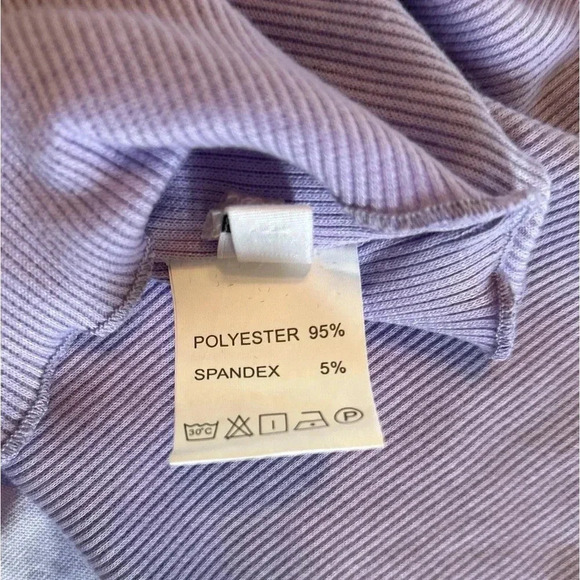 POLYESTER 95%
SPANDEX 5%
30°C P